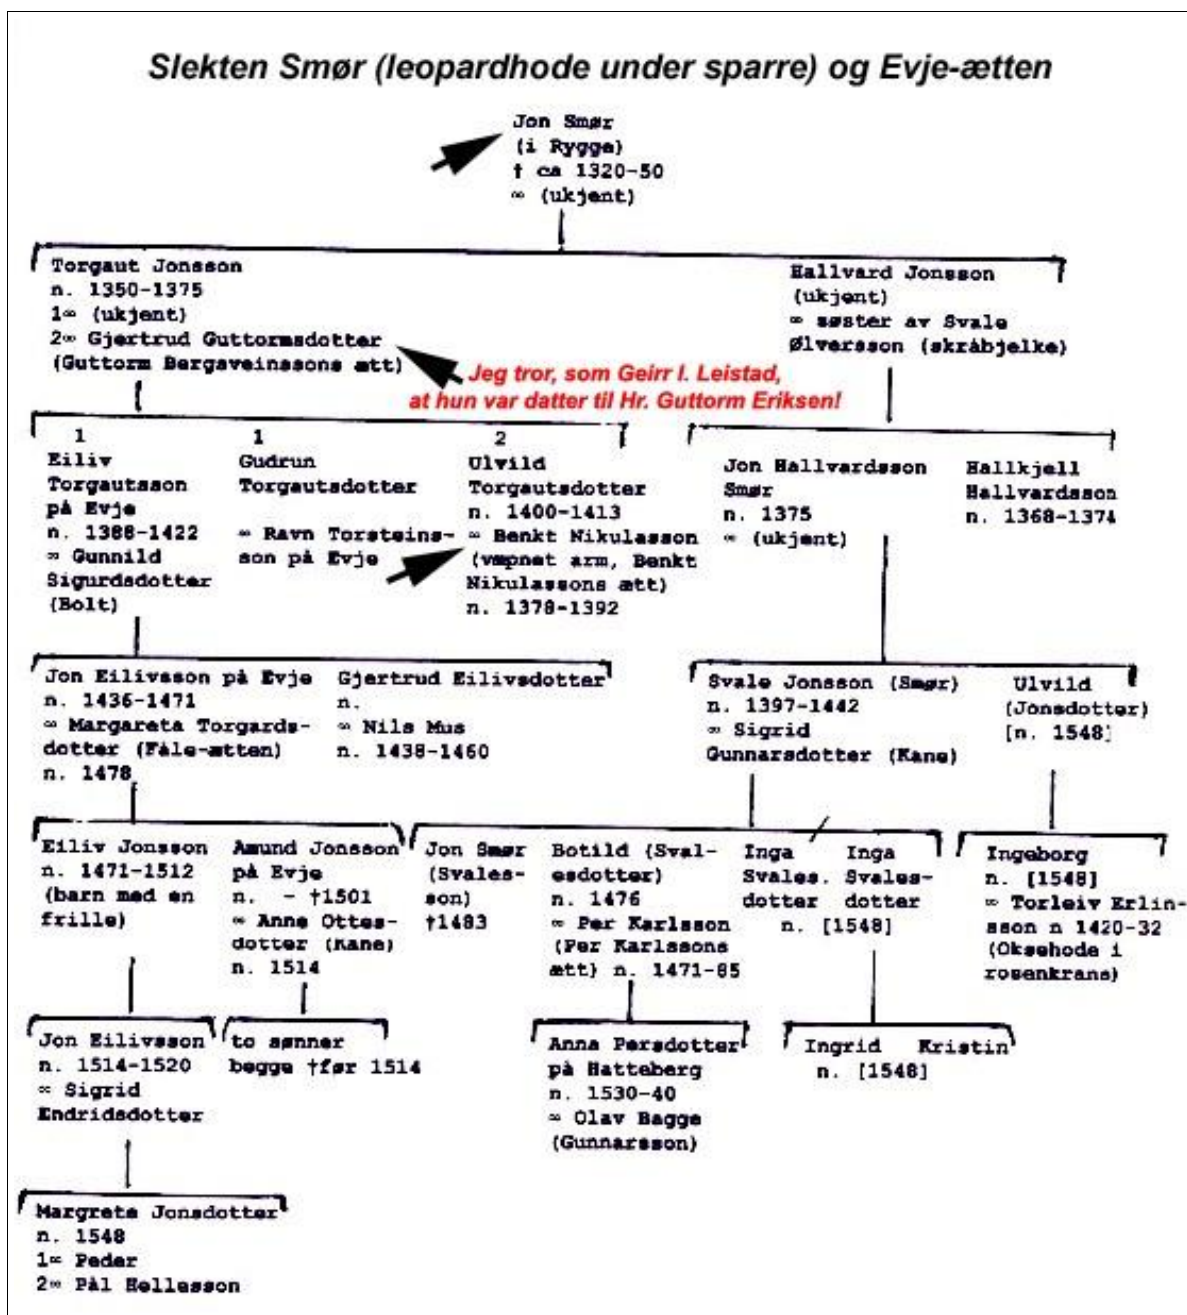 Slekten Smør (leopardhode under sparre) og Evje-ætten
Jon Smør
(i Rygge)
† ca 1320-50
∞ (ukjent)
Torgaut Jonsson
n. 1350-1375
1∞ (ukjent)
2∞ Gjertrud Guttormsdotter
(Guttorm Bergsveinssons ætt)
Hallvard Jonsson
(ukjent)
∞ søster av Svale
Ølversson (skråbjelke)
Jeg tror, som Geirr I. Leistad,
at hun var datter til Hr. Guttorm Eriksen!
1
Eiliv
Torgautsson
på Evje
n. 1388-1422
∞ Gunnild
Sigurdsdotter
(Bolt)
1
Gudrun
Torgautsdotter
∞ Ravn Torsteins-
son på Evje
2
Ulvild
Torgautsdotter
n. 1400-1413
∞ Benkt Nikulasson
(væpnet arm, Benkt
Nikulassons ætt)
n. 1378-1392
Jon Hallvardsson
Smør
n. 1375
∞ (ukjent)
Hallkjell
Hallvardsson
n. 1368-1374
Jon Eilivsson på Evje
n. 1436-1471
∞ Margareta Torgards-
dotter (Fåle-ætten)
n. 1478
Gjertrud Eilivsdotter
n.
∞ Nils Mus
n. 1438-1460
Svale Jonsson (Smør)
n. 1397-1442
∞ Sigrid
Gunnarsdotter (Kane)
Ulvild
(Jonsdotter)
[n. 1548]
Eiliv Jonsson
n. 1471-1512
(barn med en
frille)
Amund Jonsson
på Evje
n. - †1501
∞ Anne Ottes-
dotter (Kane)
n. 1514
Jon Smør
(Svales-
son)
†1483
Botild (Sval-
esdotter)
n. 1476
∞ Per Karlsson
(Per Karlssons
ætt) n. 1471-85
Inga Inga
Svales. Svales-
dotter dotter
n. [1548]
Ingeborg
n. [1548]
∞ Torleiv Erlin-
sson n 1420-32
(Oksehode i
rosenkrans)
Jon Eilivsson
n. 1514-1520
∞ Sigrid
Endridsdotter
to sønner
begge †før 1514
Anna Persdotter
på Hatteberg
n. 1530-40
∞ Olav Bagge
(Gunnarsson)
Ingrid Kristin
n. [1548]
Margrete Jonsdotter
n. 1548
1∞ Peder
2∞ Pål Hellesson